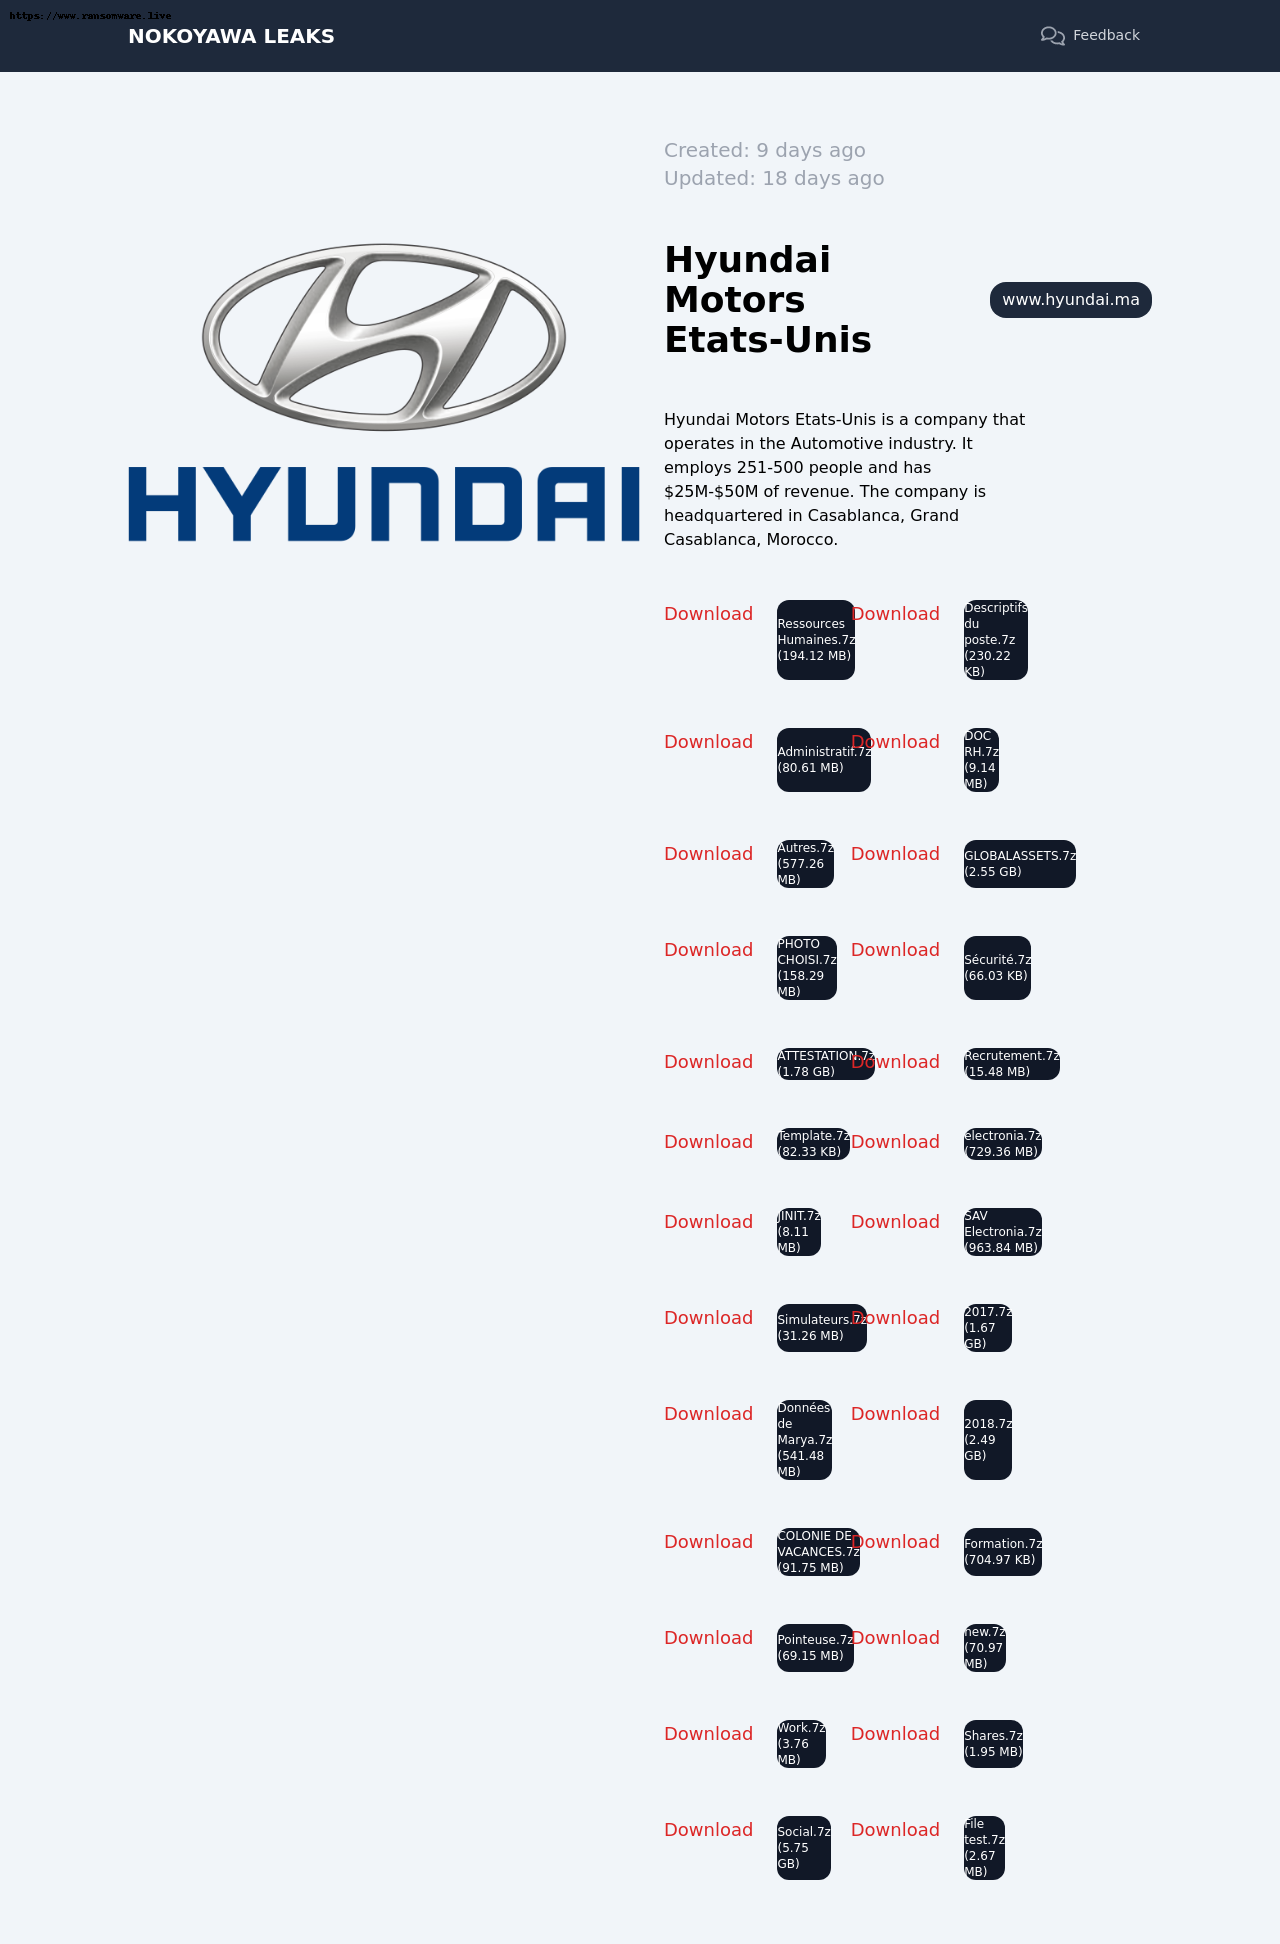 https://www.ransomware.live
NOKOYAWA LEAKS
Feedback
Created: 9 days ago
Updated: 18 days ago
Hyundai
Motors
Etats-Unis
www.hyundai.ma
HYUNDAI
Hyundai Motors Etats-Unis is a company that
operates in the Automotive industry. It
employs 251-500 people and has
$25M-$50M of revenue. The company is
headquartered in Casablanca, Grand
Casablanca, Morocco.
Download
Ressources
Humaines.7z
(194.12 MB)
Download
Descriptifs
du
poste.7z
(230.22
KB)
Download
Administratif.7z
(80.61 MB)
Download
DOC
RH.7z
(9.14
MB)
Download
Autres.7z
(577.26
MB)
Download
GLOBALASSETS.7z
(2.55 GB)
Download
PHOTO
CHOISI.7z
(158.29
MB)
Download
Sécurité.7z
(66.03 KB)
Download
ATTESTATION.7z
(1.78 GB)
Download
Recrutement.7z
(15.48 MB)
Download
Template.7z
(82.33 KB)
Download
electronia.7z
(729.36 MB)
Download
JINIT.7z
(8.11
MB)
Download
SAV
Electronia.7z
(963.84 MB)
Download
Simulateurs.7z
(31.26 MB)
Download
2017.7z
(1.67
GB)
Download
Données
de
Marya.7z
(541.48
MB)
Download
2018.7z
(2.49
GB)
Download
COLONIE DE
VACANCES.7z
(91.75 MB)
Download
Formation.7z
(704.97 KB)
Download
Pointeuse.7z
(69.15 MB)
Download
new.7z
(70.97
MB)
Download
Work.7z
(3.76
MB)
Download
Shares.7z
(1.95 MB)
Download
Social.7z
(5.75
GB)
Download
File
test.7z
(2.67
MB)